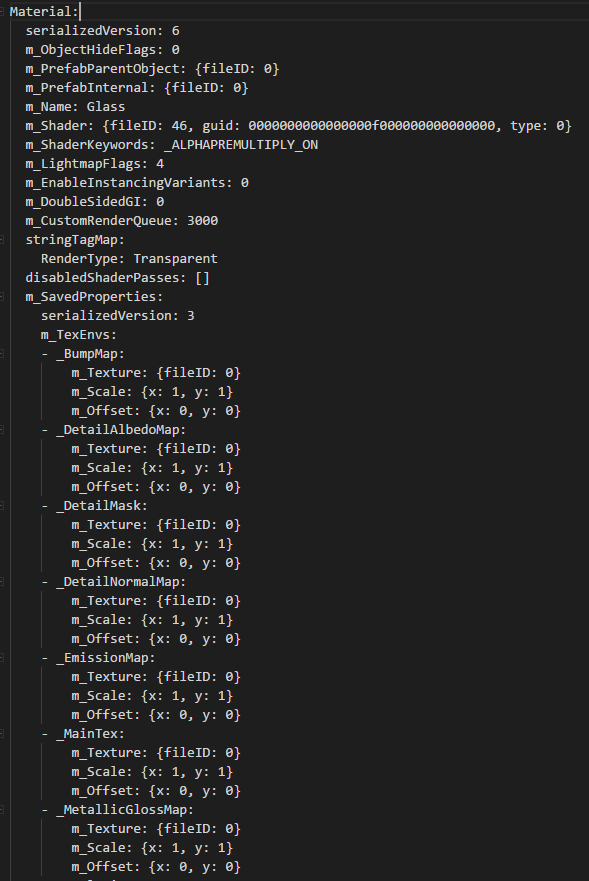 Material:
serializedVersion: 6
m_ObjectHideFlags: 0
m_PrefabParentObject: {fileID: 0}
m_PrefabInternal: {fileID: 0}
m_Name: Glass
m_Shader: {fileID: 46, guid: 0000000000000000f000000000000000, type: 0}
m_ShaderKeywords: _ALPHAPREMULTIPLY_ON
m_LightmapFlags: 4
m_EnableInstancingVariants: 0
m_DoubleSidedGI: 0
m_CustomRenderQueue: 3000
stringTagMap:
RenderType: Transparent
disabledShaderPasses: []
m_SavedProperties:
serializedVersion: 3
m_TexEnvs:
- _BumpMap:
m_Texture: {fileID: 0}
m_Scale: {x: 1, y: 1}
m_Offset: {x: 0, y: 0}
- _DetailAlbedoMap:
m_Texture: {fileID: 0}
m_Scale: {x: 1, y: 1}
m_Offset: {x: 0, y: 0}
- _DetailMask:
m_Texture: {fileID: 0}
m_Scale: {x: 1, y: 1}
m_Offset: {x: 0, y: 0}
- _DetailNormalMap:
m_Texture: {fileID: 0}
m_Scale: {x: 1, y: 1}
m_Offset: {x: 0, y: 0}
- _EmissionMap:
m_Texture: {fileID: 0}
m_Scale: {x: 1, y: 1}
m_Offset: {x: 0, y: 0}
- _MainTex:
m_Texture: {fileID: 0}
m_Scale: {x: 1, y: 1}
m_Offset: {x: 0, y: 0}
- _MetallicGlossMap:
m_Texture: {fileID: 0}
m_Scale: {x: 1, y: 1}
m_Offset: {x: 0, y: 0}